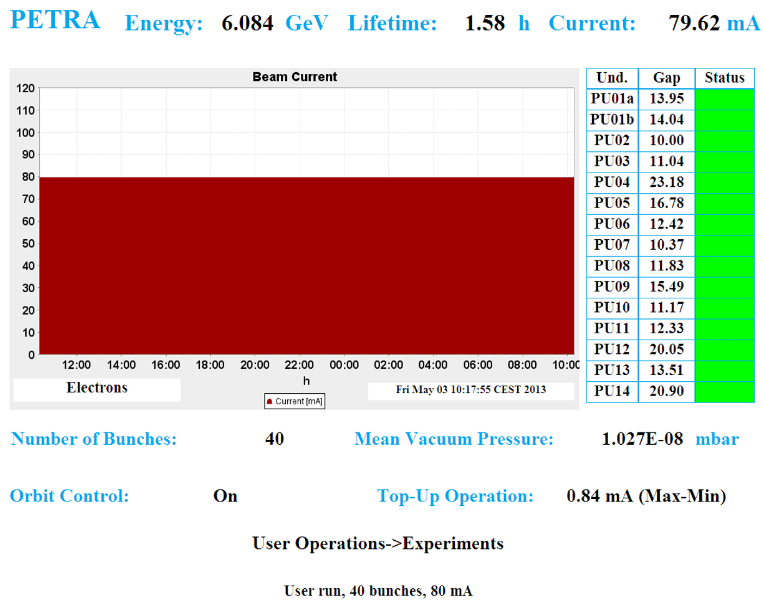 PETRA Energy: 6.084 GeV Lifetime: 1.58 h Current: 79.62 mA
Beam Current
120
110
100
90
80
70
60
50
40
30
20
10
0
12:00 14:00 16:00 18:00 20:00 22:00 00:00 02:00 04:00 06:00 08:00 10:00
h
Electrons
Fri May 03 10:17:55 CEST 2013
Current [mA]
Und. Gap Status
PU01a 13.95
PU01b 14.04
PU02 10.00
PU03 11.04
PU04 23.18
PU05 16.78
PU06 12.42
PU07 10.37
PU08 11.83
PU09 15.49
PU10 11.17
PU11 12.33
PU12 20.05
PU13 13.51
PU14 20.90
Number of Bunches: 40 Mean Vacuum Pressure: 1.027E-08 mbar
Orbit Control: On Top-Up Operation: 0.84 mA (Max-Min)
User Operations->Experiments
User run, 40 bunches, 80 mA